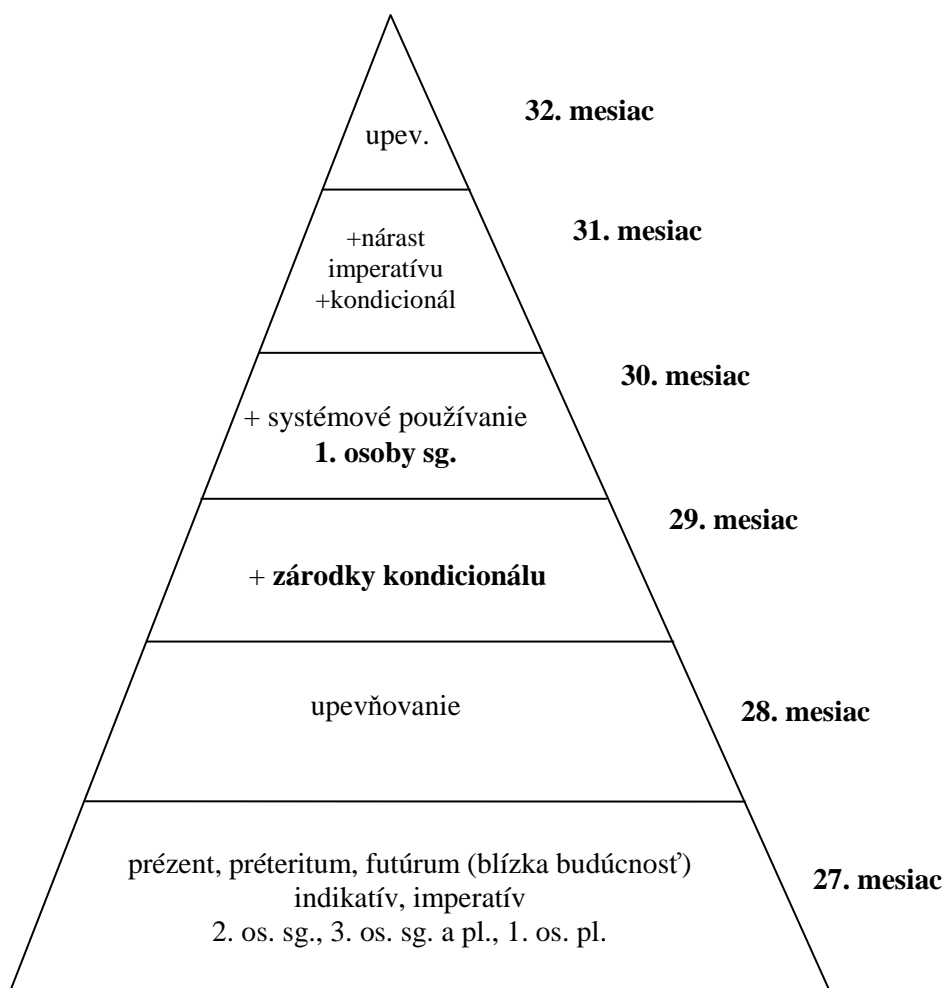 32. mesiac
upev.
31. mesiac
+nárast
imperatívu
+kondicionál
30. mesiac
+ systémové používanie
1. osoby sg.
29. mesiac
+ zárodky kondicionálu
upevňovanie
28. mesiac
prézent, préteritum, futúrum (blízka budúcnosť)
27. mesiac
indikatív, imperatív
2. os. sg., 3. os. sg. a pl., 1. os. pl.